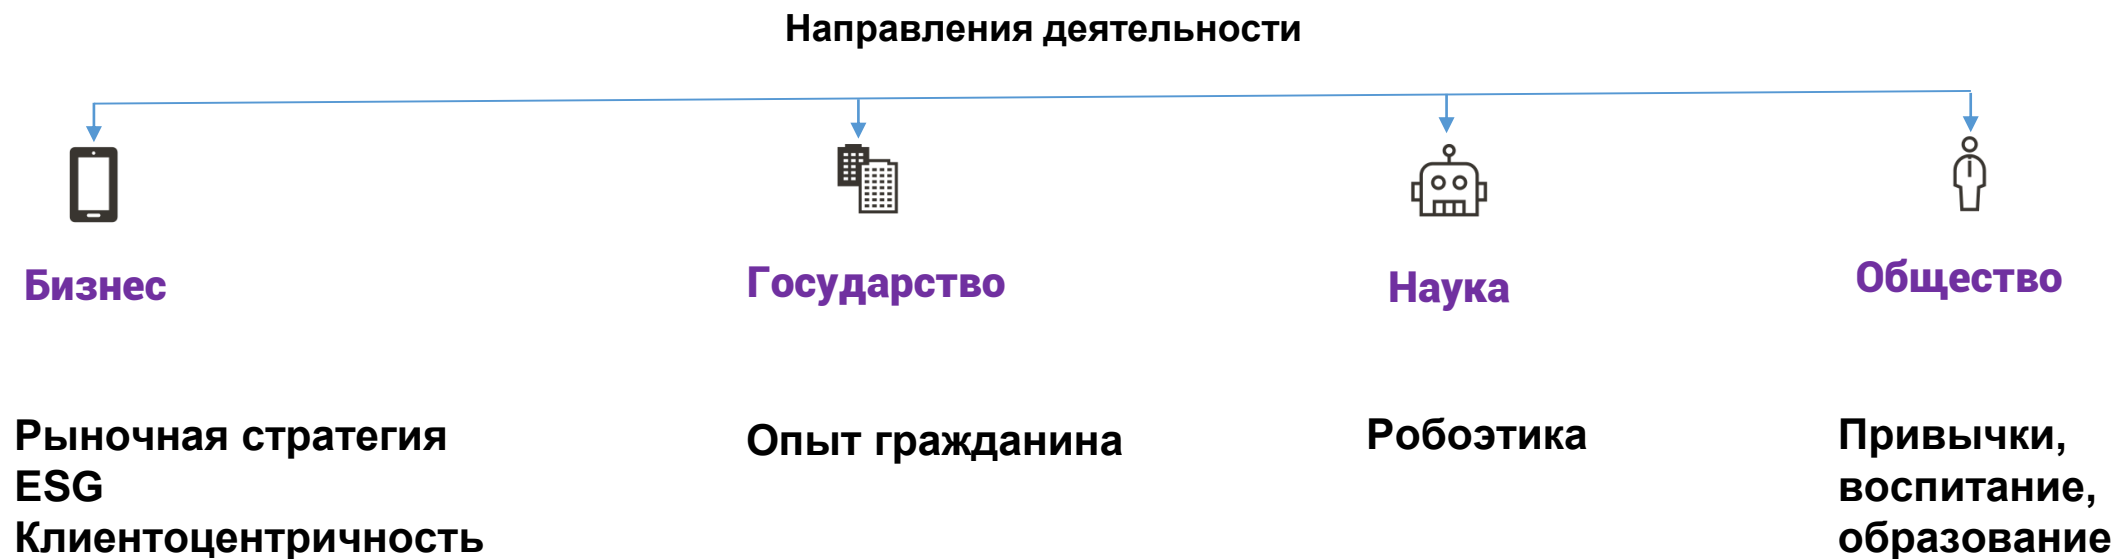 Направления деятельности
Бизнес
Государство
Наука
Общество
Рыночная стратегия
ESG
Клиентоцентричность
Опыт гражданина
Робоэтика
Привычки,
воспитание,
образование